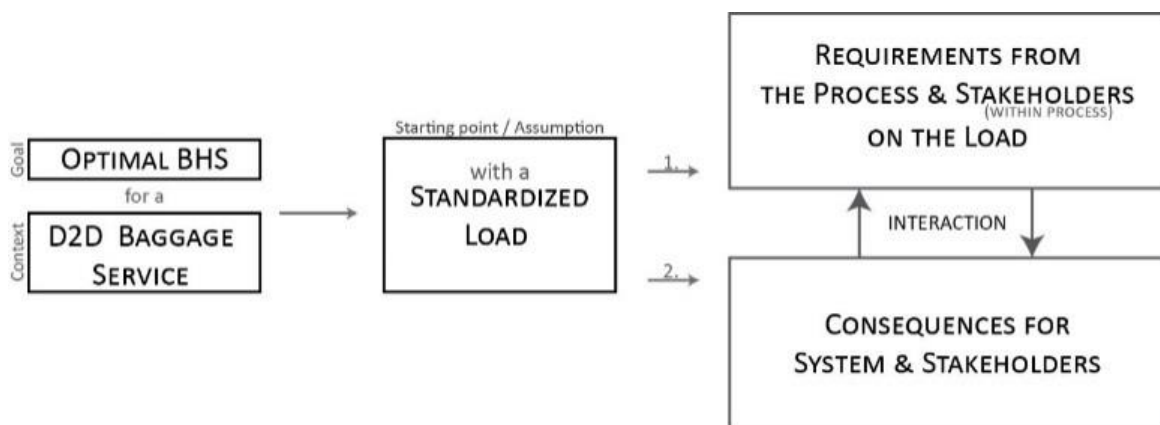 Goal
OPTIMAL BHS
for a
Context
D2D BAGGAGE
SERVICE
Starting point / Assumption
with a
STANDARDIZED
LOAD
1.
2.
REQUIREMENTS FROM
THE PROCESS & STAKEHOLDERS
(WITHIN PROCESS)
ON THE LOAD
INTERACTION
CONSEQUENCES FOR
SYSTEM & STAKEHOLDERS